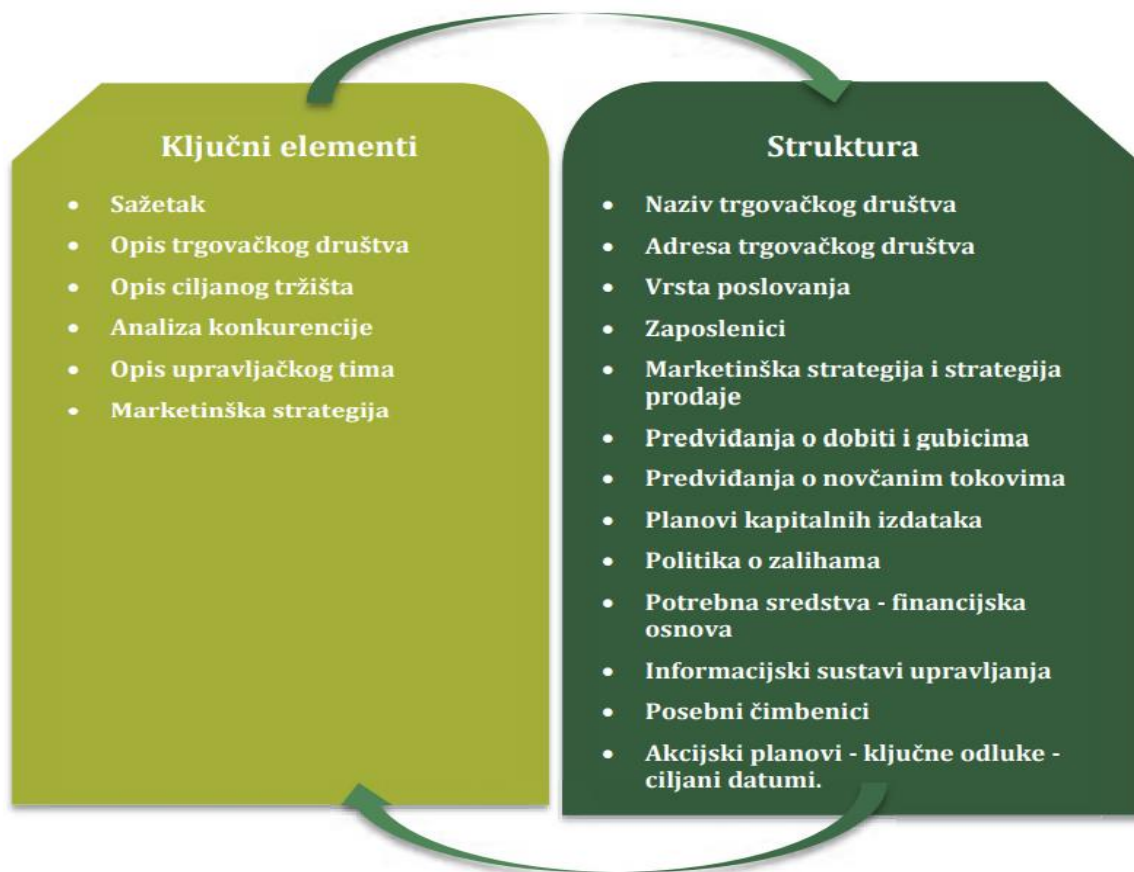 Ključni elementi
• Sažetak
• Opis trgovačkog društva
• Opis ciljanog tržišta
• Analiza konkurencije
• Opis upravljačkog tima
• Marketinška strategija
Struktura
• Naziv trgovačkog društva
• Adresa trgovačkog društva
• Vrsta poslovanja
• Zaposlenici
• Marketinška strategija i strategija
prodaje
• Predviđanja o dobiti i gubicima
• Predviđanja o novčanim tokovima
• Planovi kapitalnih izdataka
• Politika o zalihama
• Potrebna sredstva - financijska
osnova
• Informacijski sustavi upravljanja
• Posebni čimbenici
• Akcijski planovi - ključne odluke -
ciljani datumi.